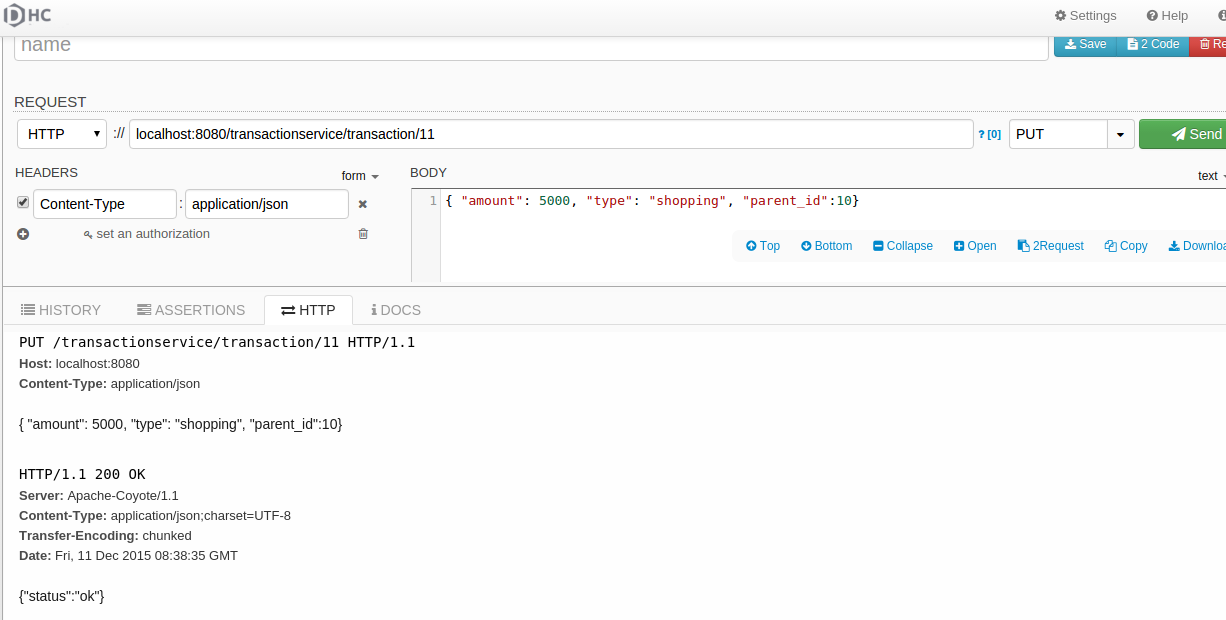 DHC
Settings Help
name
Save 2 Code Re
REQUEST
HTTP :// localhost:8080/transactionservice/transaction/11 ? [0] PUT Send
HEADERS form BODY text
Content-Type : application/json
1 { "amount": 5000, "type": "shopping", "parent_id":10}
set an authorization
Top Bottom Collapse Open 2Request Copy Downloa
HISTORY ASSERTIONS HTTP DOCS
PUT /transactionservice/transaction/11 HTTP/1.1
Host: localhost:8080
Content-Type: application/json
{ "amount": 5000, "type": "shopping", "parent_id":10}
HTTP/1.1 200 OK
Server: Apache-Coyote/1.1
Content-Type: application/json;charset=UTF-8
Transfer-Encoding: chunked
Date: Fri, 11 Dec 2015 08:38:35 GMT
{"status":"ok"}